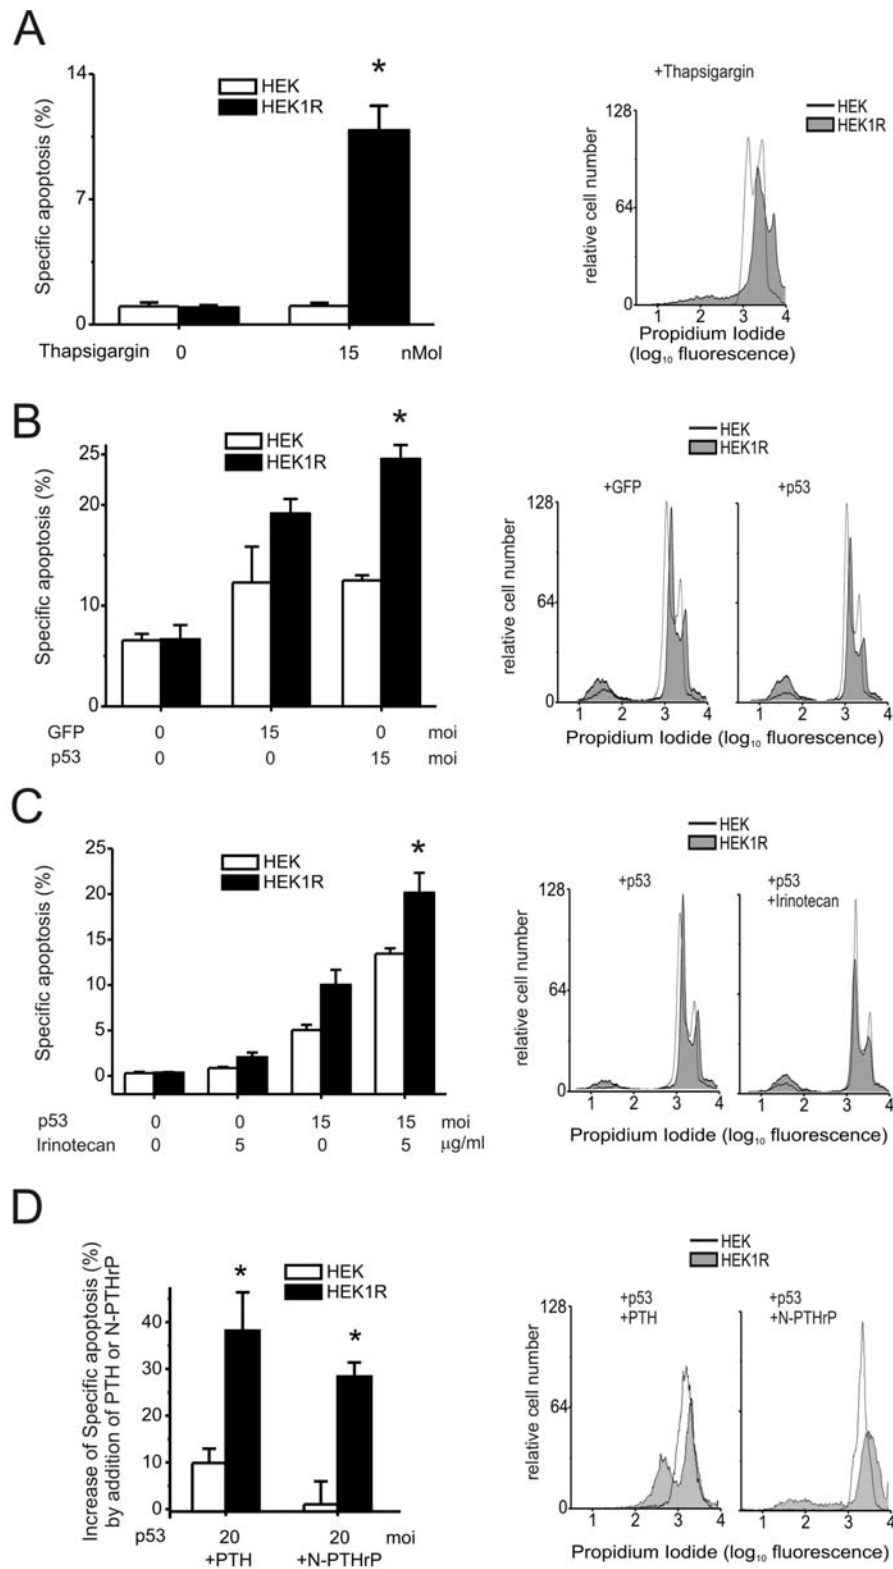 A
Specific apoptosis (%)
14
7
0
HEK
HEK1R
*
Thapsigargin 0 15 nMol
+Thapsigargin
HEK
HEK1R
relative cell number
128
64
0
1 2 3 4
Propidium Iodide
(log₁₀ fluorescence)
B
Specific apoptosis (%)
25
20
10
0
HEK
HEK1R
*
GFP 0 15 0 moi
p53 0 0 15 moi
HEK
HEK1R
+GFP
+p53
relative cell number
128
64
0
1 2 3 4 1 2 3 4
Propidium Iodide (log₁₀ fluorescence)
C
Specific apoptosis (%)
25
15
10
5
0
HEK
HEK1R
*
p53 0 0 15 15 moi
Irinotecan 0 5 0 5 µg/ml
HEK
HEK1R
+p53
+p53
+Irinotecan
relative cell number
128
64
0
1 2 3 4 1 2 3 4
Propidium Iodide (log₁₀ fluorescence)
D
Increase of Specific apoptosis (%)
by addition of PTH or N-PTHrP
40
30
20
10
0
HEK
HEK1R
*
*
p53 20 20 moi
+PTH +N-PTHrP
HEK
HEK1R
+p53
+PTH
+p53
+N-PTHrP
relative cell number
128
64
0
1 2 3 4 1 2 3 4
Propidium Iodide (log₁₀ fluorescence)